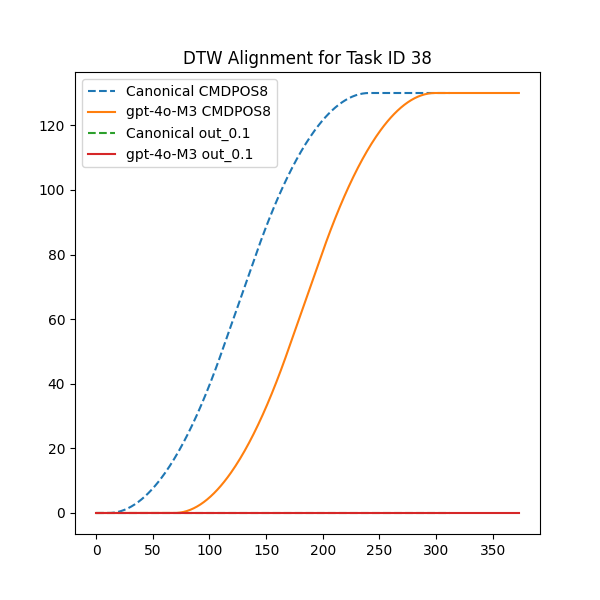 DTW Alignment for Task ID 38
Canonical CMDPOS8
gpt-4o-M3 CMDPOS8
Canonical out_0.1
gpt-4o-M3 out_0.1
120
100
80
60
40
20
0
0 50 100 150 200 250 300 350